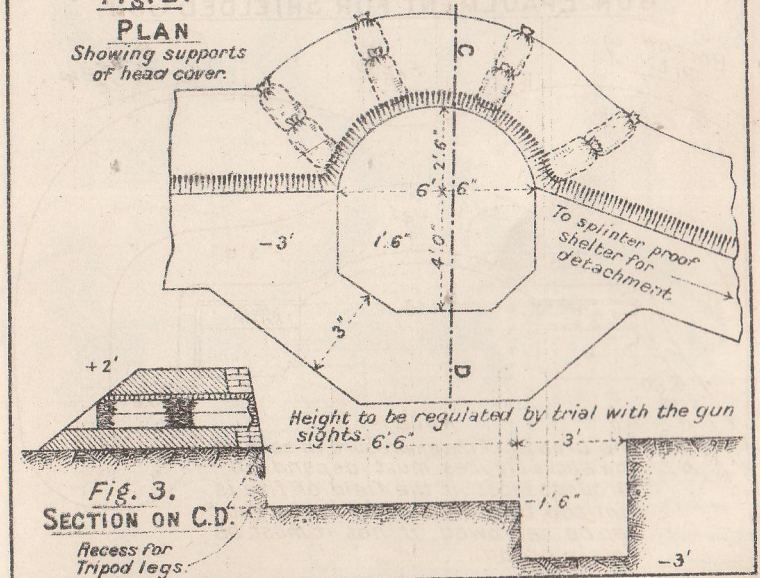 PLAN
Showing supports
of head cover.
C
2'.6"
6'.6"
4'.0"
-3'
1'.6"
To splinter proof
shelter for
detachment.
3"
D
+2'
Height to be regulated by trial with the gun
sights.
6'.6"
3'
-1'.6"
-3'
Fig. 3.
SECTION ON C.D.
Recess for
Tripod legs.